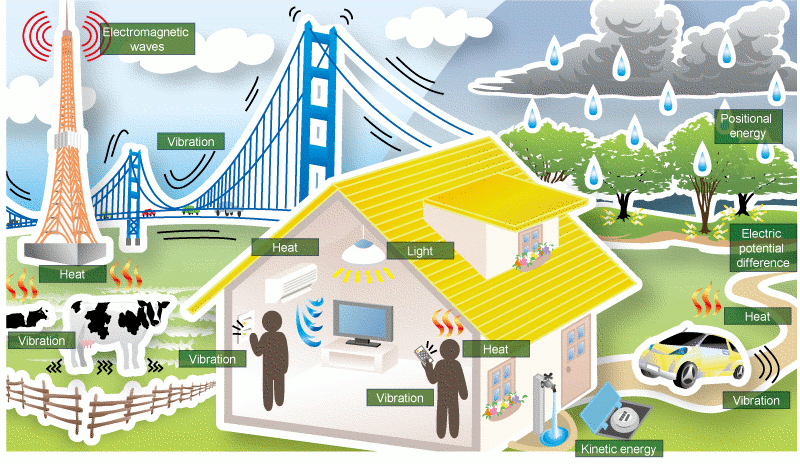 Electromagnetic
waves
Vibration
Positional
energy
Heat
Light
Electric
potential
difference
Heat
Heat
Vibration
Vibration
Heat
Vibration
Vibration
Kinetic energy